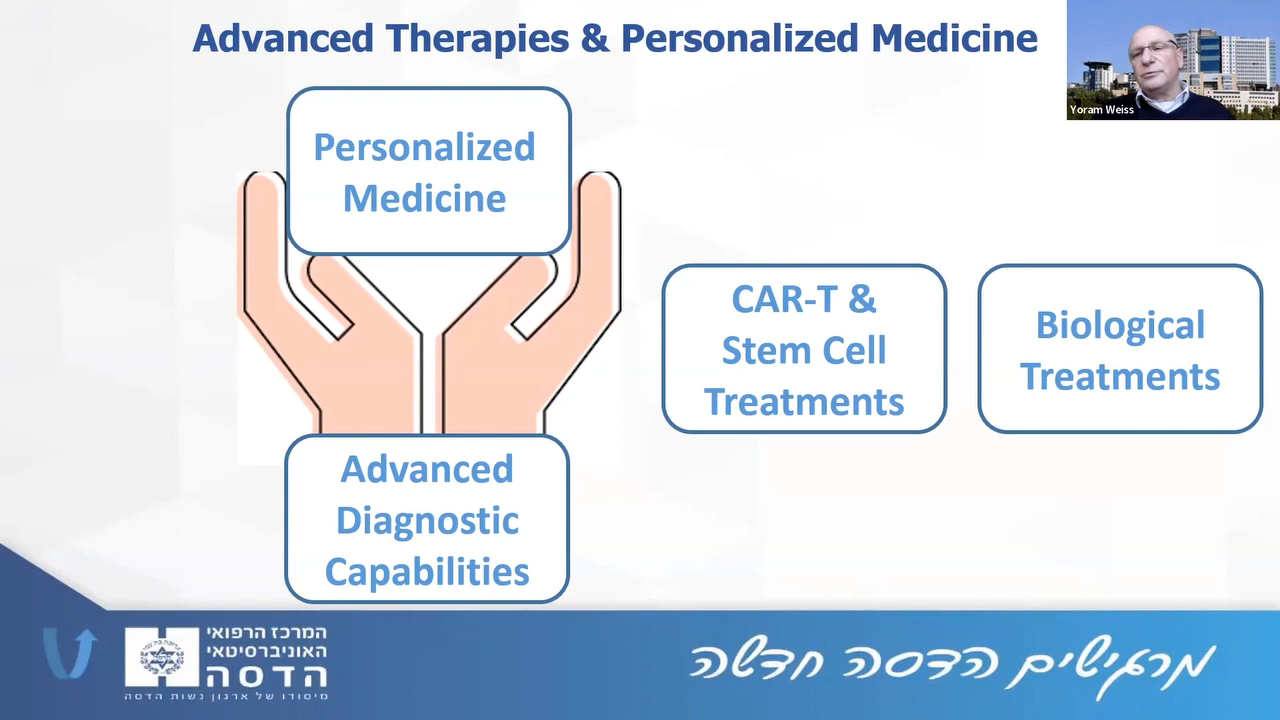 Advanced Therapies & Personalized Medicine
Yoram Weiss
Personalized
Medicine
CAR-T &
Stem Cell
Treatments
Biological
Treatments
Advanced
Diagnostic
Capabilities
המרכז הרפואי
האוניברסיטאי
הדסה
מיסודו של ארגון נשות הדסה
מרגישים הדסה חדשה